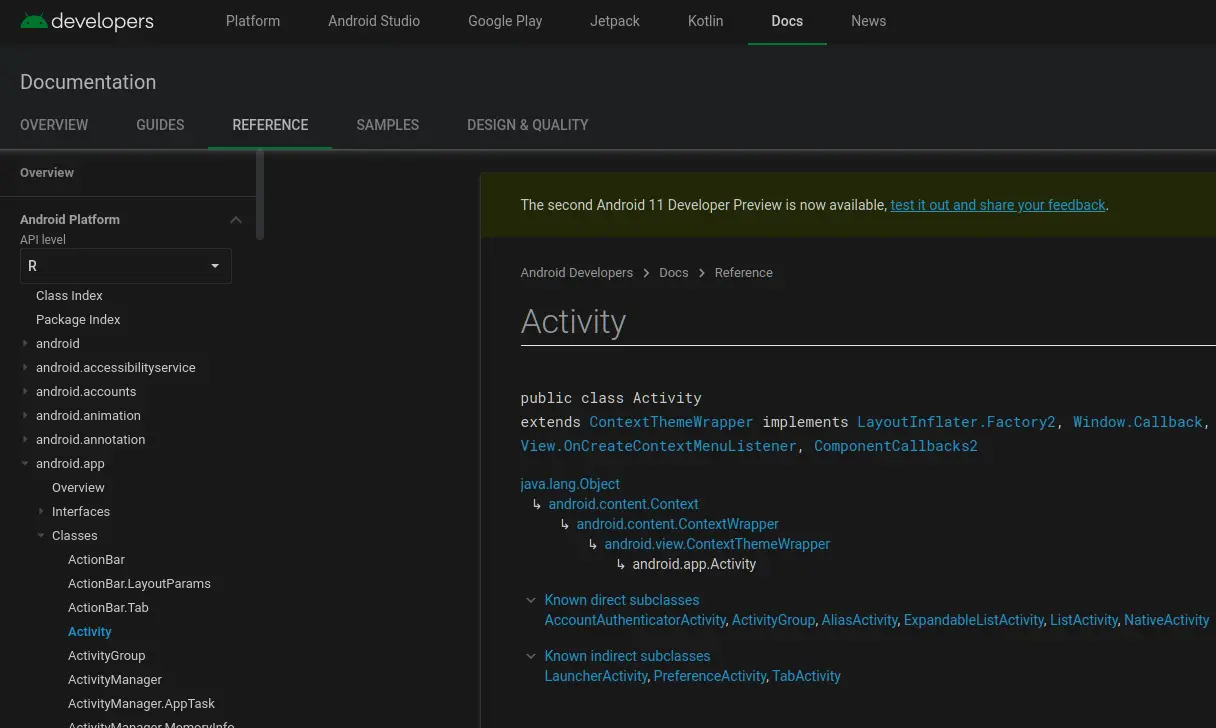 developers
Platform
Android Studio
Google Play
Jetpack
Kotlin
Docs
News
Documentation
OVERVIEW
GUIDES
REFERENCE
SAMPLES
DESIGN & QUALITY
Overview
Android Platform
API level
R
Class Index
Package Index
android
android.accessibilityservice
android.accounts
android.animation
android.annotation
android.app
Overview
Interfaces
Classes
ActionBar
ActionBar.LayoutParams
ActionBar.Tab
Activity
ActivityGroup
ActivityManager
ActivityManager.AppTask
ActivityManager.MemoryInfo
The second Android 11 Developer Preview is now available, test it out and share your feedback.
Android Developers > Docs > Reference
Activity
public class Activity
extends ContextThemeWrapper implements LayoutInflater.Factory2, Window.Callback,
View.OnCreateContextMenuListener, ComponentCallbacks2
java.lang.Object
↳ android.content.Context
↳ android.content.ContextWrapper
↳ android.view.ContextThemeWrapper
↳ android.app.Activity
Known direct subclasses
AccountAuthenticatorActivity, ActivityGroup, AliasActivity, ExpandableListActivity, ListActivity, NativeActivity
Known indirect subclasses
LauncherActivity, PreferenceActivity, TabActivity